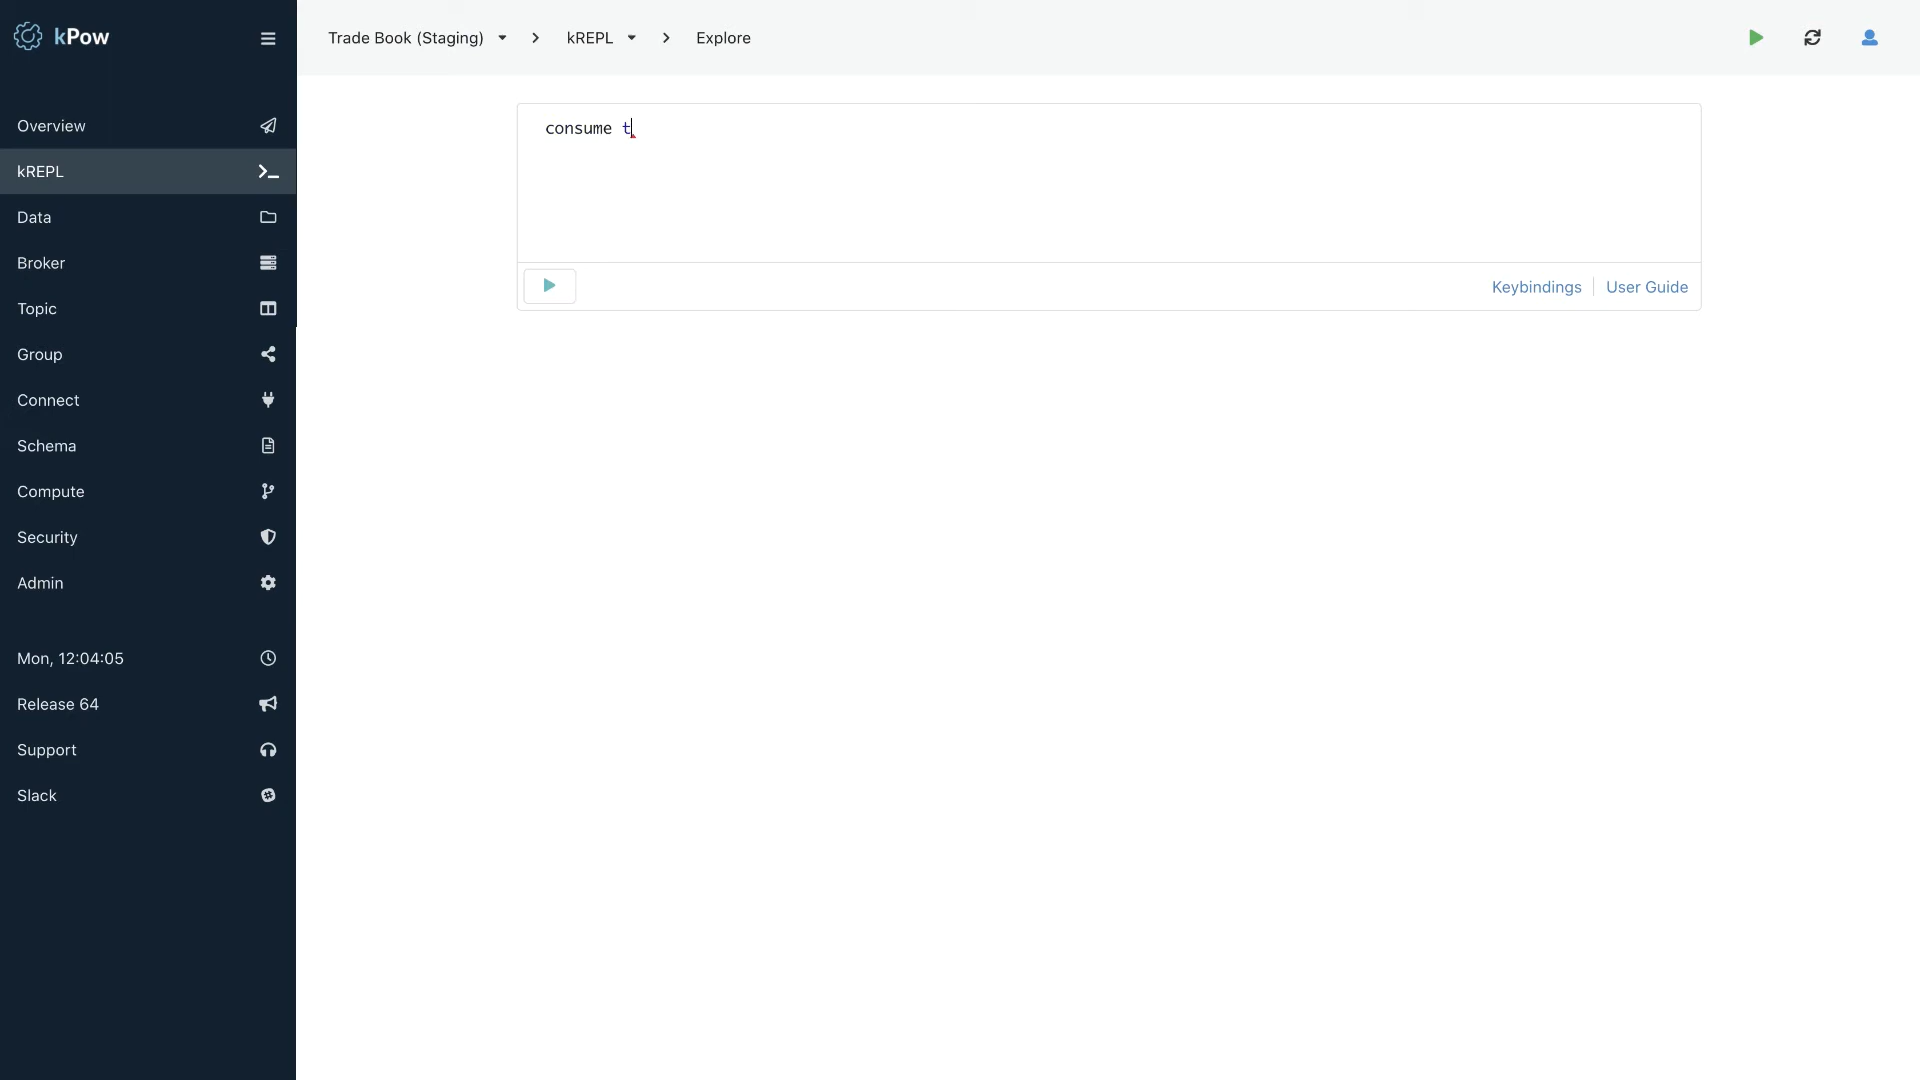 kPow
Trade Book (Staging) > kREPL > Explore
Overview
kREPL
Data
Broker
Topic
Group
Connect
Schema
Compute
Security
Admin
Mon, 12:04:05
Release 64
Support
Slack
consume t
Keybindings
User Guide